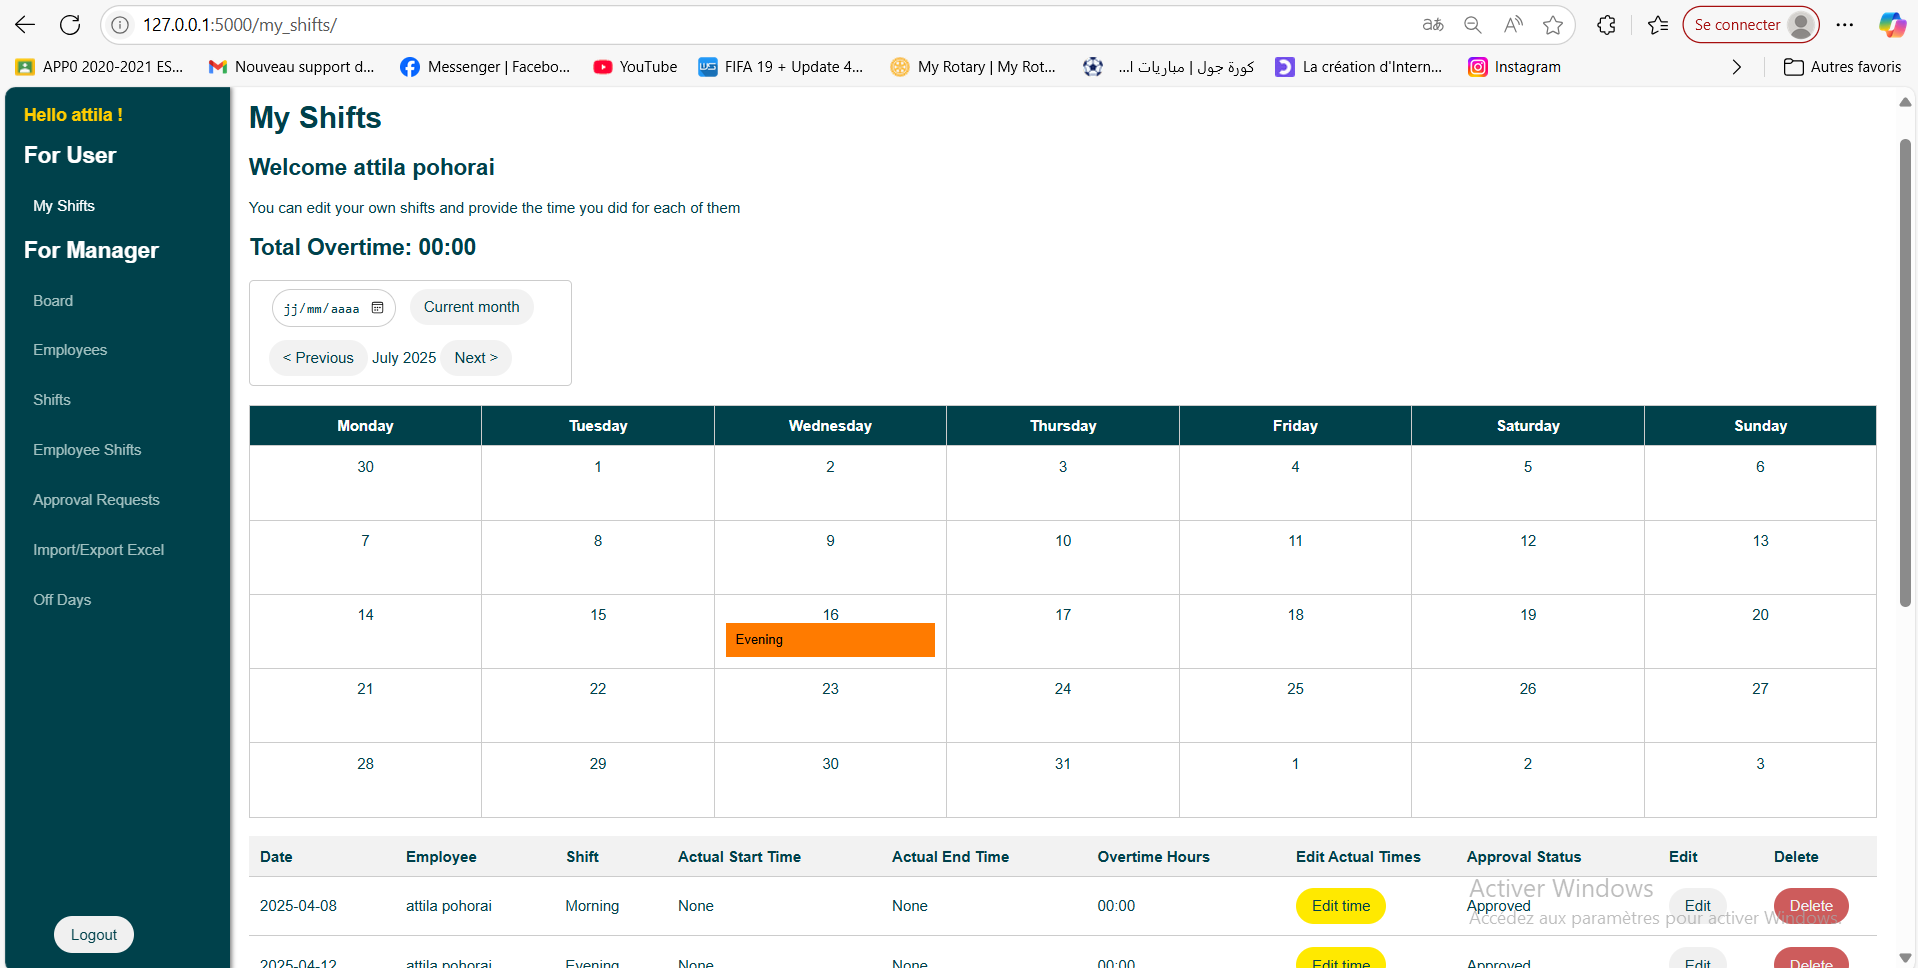 127.0.0.1:5000/my_shifts/
Se connecter
APP0 2020-2021 ES...
Nouveau support d...
Messenger | Facebo...
YouTube
FIFA 19 + Update 4...
My Rotary | My Rot...
كورة جول | مباريات ا...
La création d'Intern...
Instagram
Autres favoris
Hello attila !
For User
My Shifts
For Manager
Board
Employees
Shifts
Employee Shifts
Approval Requests
Import/Export Excel
Off Days
Logout
My Shifts
Welcome attila pohorai
You can edit your own shifts and provide the time you did for each of them
Total Overtime: 00:00
jj/mm/aaaa Current month
< Previous July 2025 Next >
Monday Tuesday Wednesday Thursday Friday Saturday Sunday
30 1 2 3 4 5 6
7 8 9 10 11 12 13
14 15 16 17 18 19 20
Evening
21 22 23 24 25 26 27
28 29 30 31 1 2 3
Date Employee Shift Actual Start Time Actual End Time Overtime Hours Edit Actual Times Approval Status Edit Delete
2025-04-08 attila pohorai Morning None None 00:00 Edit time Approved Edit Delete
2025-04-12 attila pohorai Evening None None 00:00 Edit time Approved Edit Delete
Activer Windows
Accédez aux paramètres pour activer Windows.